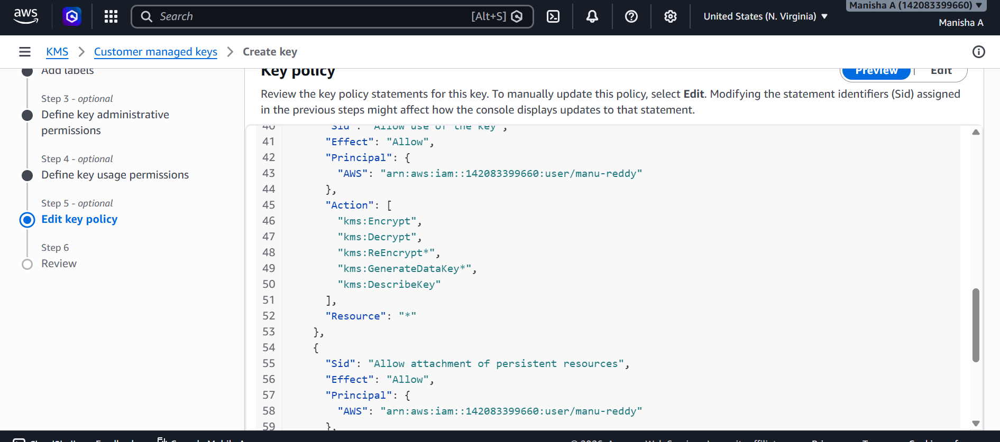 aws
Search
[Alt+S]
United States (N. Virginia) ▼
Manisha A (142083399660) ▼
Manisha A
KMS > Customer managed keys > Create key
Add labels
Step 3 - optional
Define key administrative
permissions
Step 4 - optional
Define key usage permissions
Step 5 - optional
Edit key policy
Step 6
Review
Key policy
Preview | Edit
Review the key policy statements for this key. To manually update this policy, select Edit. Modifying the statement identifiers (Sid) assigned
in the previous steps might affect how the console displays updates to that statement.
40 "Sid": "Allow use of the key",
41 "Effect": "Allow",
42 "Principal": {
43 "AWS": "arn:aws:iam::142083399660:user/manu-reddy"
44 },
45 "Action": [
46 "kms:Encrypt",
47 "kms:Decrypt",
48 "kms:ReEncrypt*",
49 "kms:GenerateDataKey*",
50 "kms:DescribeKey"
51 ],
52 "Resource": "*"
53 },
54 {
55 "Sid": "Allow attachment of persistent resources",
56 "Effect": "Allow",
57 "Principal": {
58 "AWS": "arn:aws:iam::142083399660:user/manu-reddy"
59 },